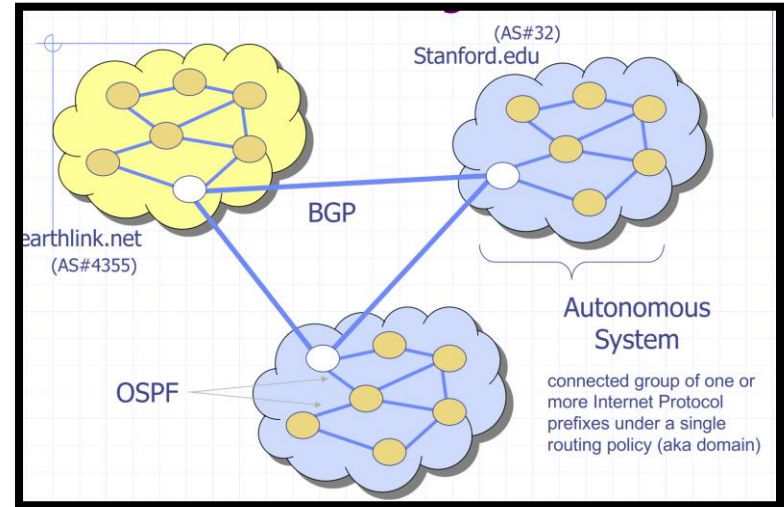 (AS#32)
Stanford.edu
BGP
earthlink.net
(AS#4355)
OSPF
Autonomous
System
connected group of one or
more Internet Protocol
prefixes under a single
routing policy (aka domain)